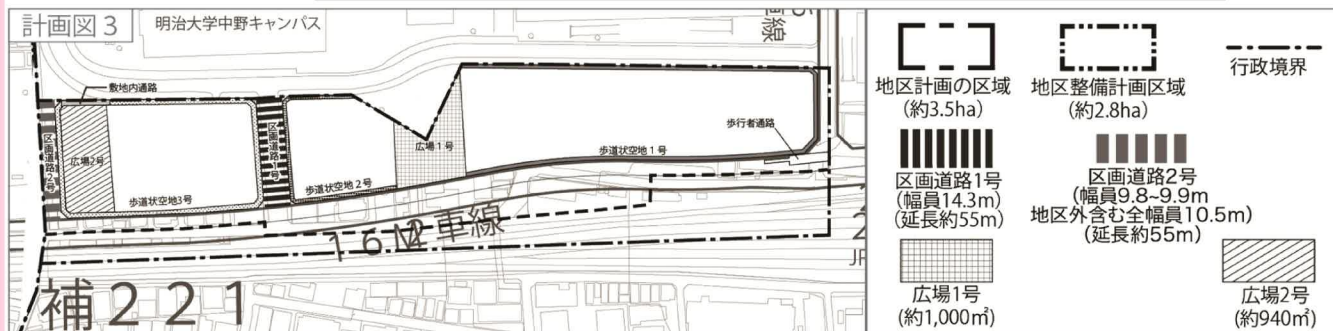 計画図3
明治大学中野キャンパス
敷地内通路
区画道路2号
広場2号
歩道状空地3号
区画道路1号
歩道状空地2号
広場1号
歩道状空地1号
歩行者通路
補221
地区計画の区域
(約3.5ha)
地区整備計画区域
(約2.8ha)
行政境界
区画道路1号
(幅員14.3m)
(延長約55m)
区画道路2号
(幅員9.8~9.9m
地区外含む全幅員10.5m)
(延長約55m)
広場1号
(約1,000㎡)
広場2号
(約940㎡)